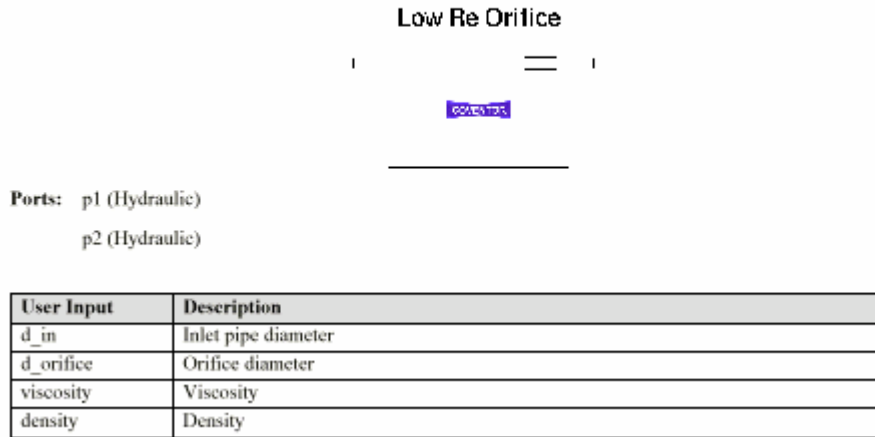 Low Re Orifice
COVENTOR
Ports: p1 (Hydraulic)
p2 (Hydraulic)
User Input Description
d_in Inlet pipe diameter
d_orifice Orifice diameter
viscosity Viscosity
density Density